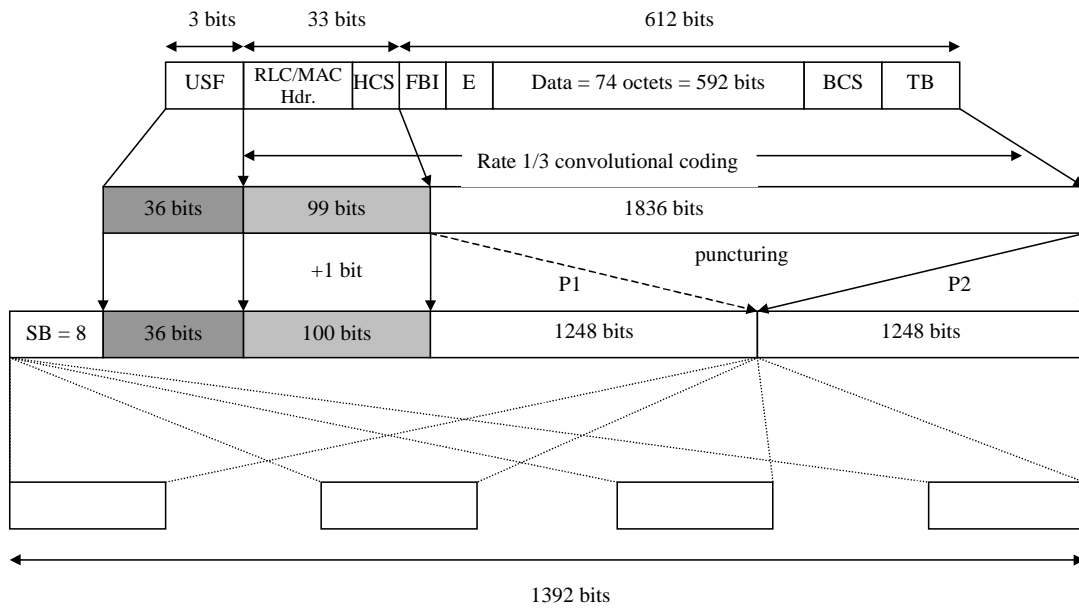 3 bits
33 bits
612 bits
USF
RLC/MAC
Hdr.
HCS
FBI
E
Data = 74 octets = 592 bits
BCS
TB
Rate 1/3 convolutional coding
36 bits
99 bits
1836 bits
+1 bit
puncturing
P1
P2
SB = 8
36 bits
100 bits
1248 bits
1248 bits
1392 bits